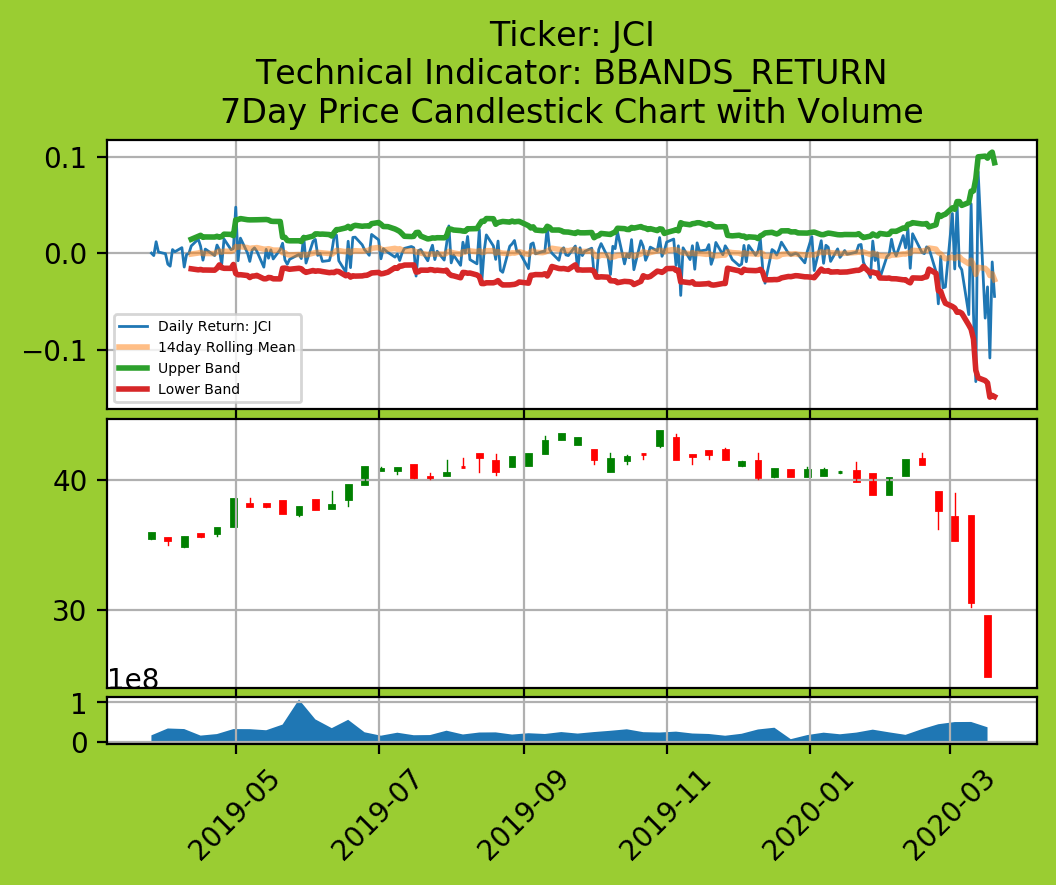 Ticker: JCI
Technical Indicator: BBANDS_RETURN
7Day Price Candlestick Chart with Volume
0.1
0.0
−0.1
Daily Return: JCI
14day Rolling Mean
Upper Band
Lower Band
40
30
1e8
1
0
2019-05
2019-07
2019-09
2019-11
2020-01
2020-03